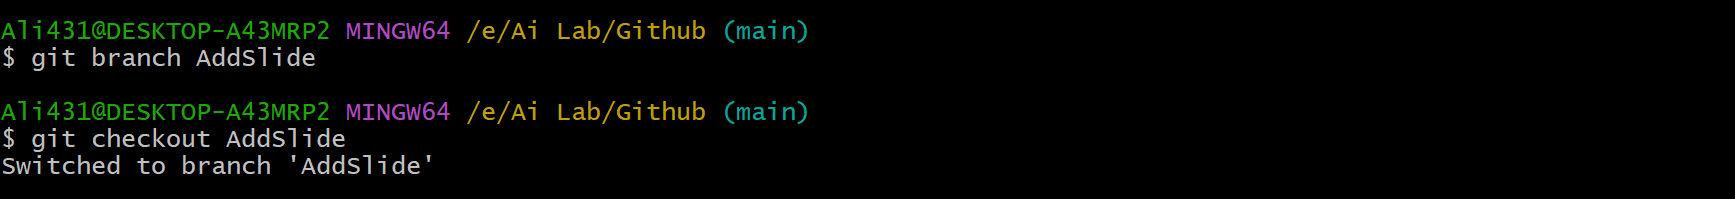 Ali431@DESKTOP-A43MRP2 MINGW64 /e/Ai Lab/Github (main)
$ git branch AddSlide
Ali431@DESKTOP-A43MRP2 MINGW64 /e/Ai Lab/Github (main)
$ git checkout AddSlide
Switched to branch 'AddSlide'